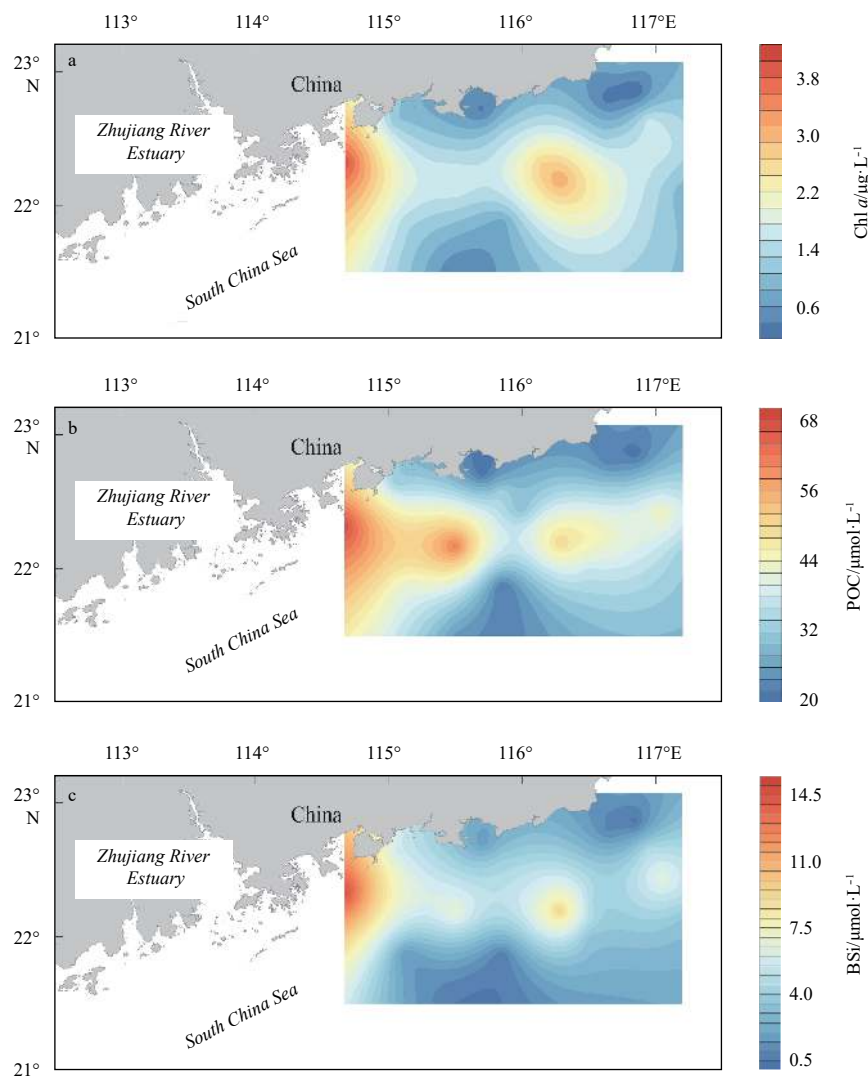 113° 114° 115° 116° 117°E
23°
N
a
China
Zhujiang River
Estuary
22°
South China Sea
21°
3.8
3.0
2.2
1.4
0.6
Chl a/μg·L⁻¹
113° 114° 115° 116° 117°E
23°
N
b
China
Zhujiang River
Estuary
22°
South China Sea
21°
68
56
44
32
20
POC/μmol·L⁻¹
113° 114° 115° 116° 117°E
23°
N
c
China
Zhujiang River
Estuary
22°
South China Sea
21°
14.5
11.0
7.5
4.0
0.5
BSi/μmol·L⁻¹